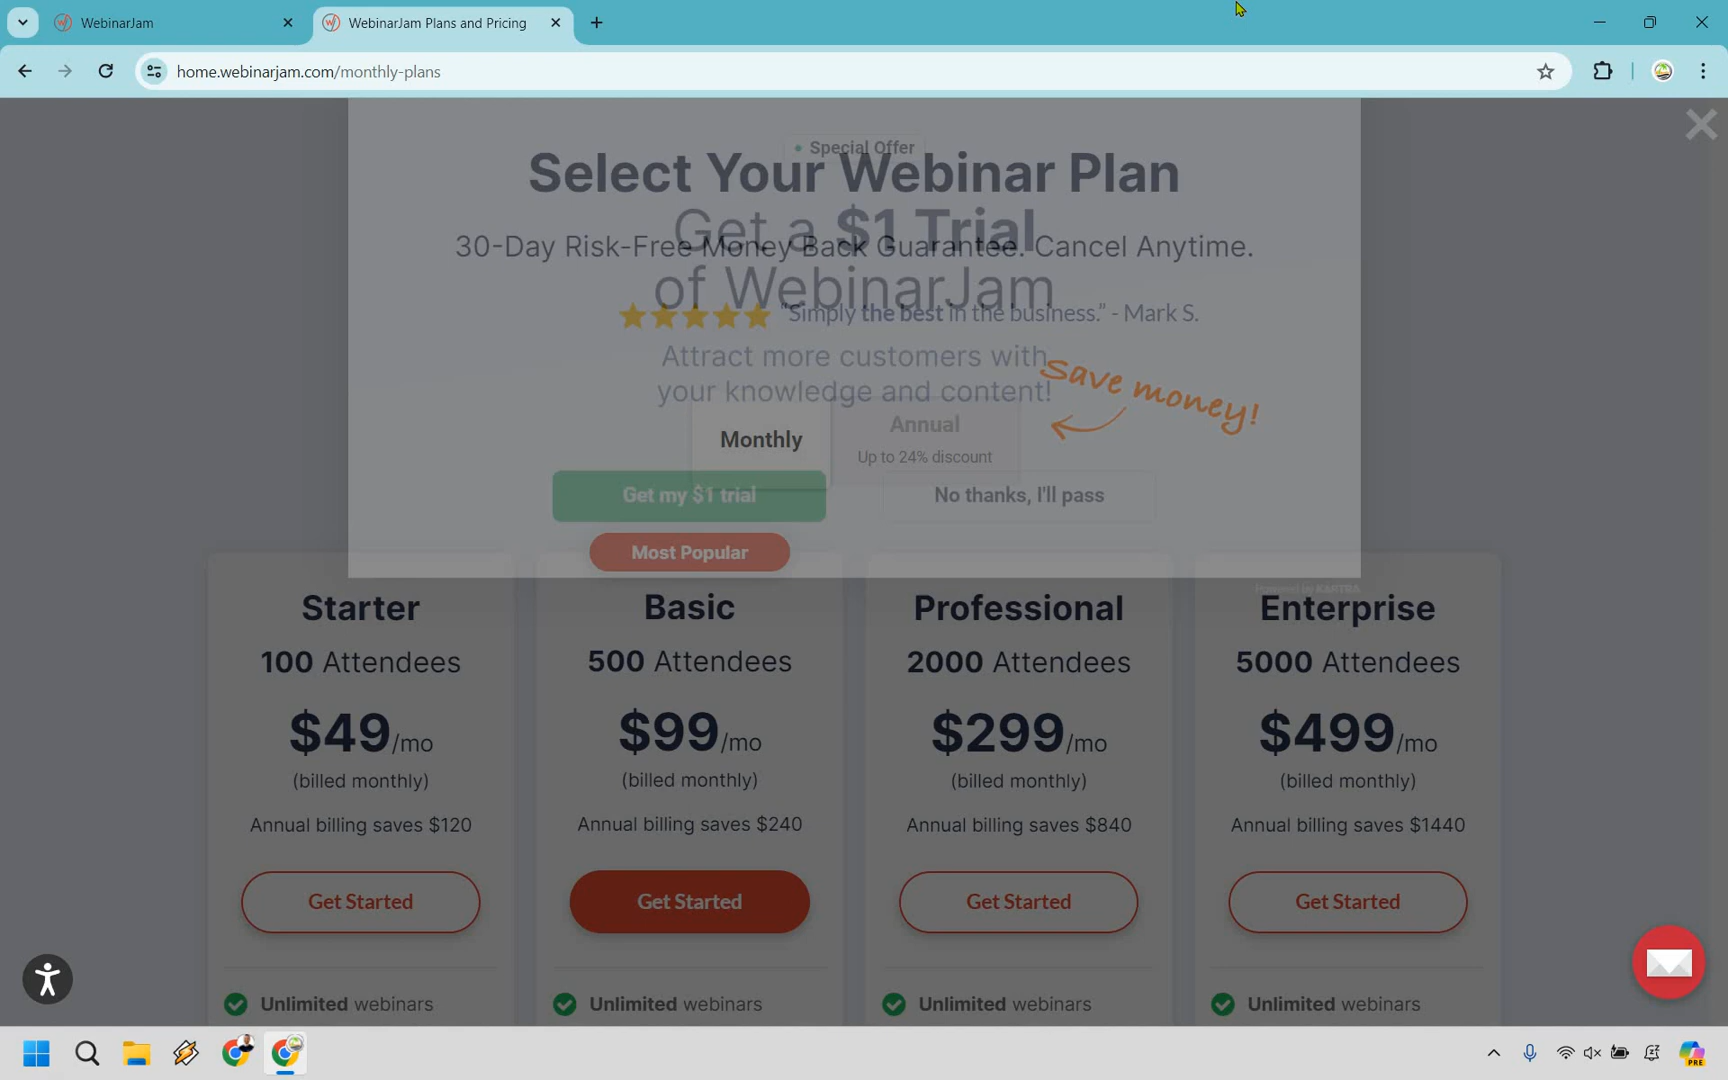 WebinarJam
WebinarJam Plans and Pricing
home.webinarjam.com/monthly-plans
Special Offer
Select Your Webinar Plan
Get a $1 Trial
30-Day Risk-Free Money Back Guarantee. Cancel Anytime.
of WebinarJam
"Simply the best in the business." - Mark S.
Attract more customers with
your knowledge and content!
Save money!
Monthly
Annual
Up to 24% discount
Get my $1 trial
No thanks, I'll pass
Most Popular
Powered by KARTRA
Starter
100 Attendees
$49/mo
(billed monthly)
Annual billing saves $120
Get Started
Unlimited webinars
Basic
500 Attendees
$99/mo
(billed monthly)
Annual billing saves $240
Get Started
Unlimited webinars
Professional
2000 Attendees
$299/mo
(billed monthly)
Annual billing saves $840
Get Started
Unlimited webinars
Enterprise
5000 Attendees
$499/mo
(billed monthly)
Annual billing saves $1440
Get Started
Unlimited webinars
PRE